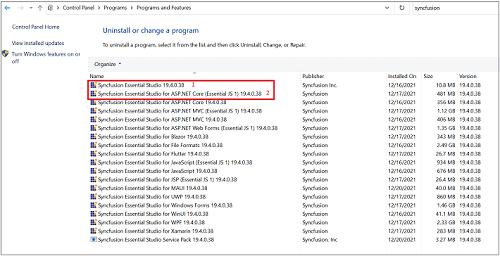 Control Panel > Programs > Programs and Features
syncfusion
Control Panel Home
View installed updates
Turn Windows features on or off
Uninstall or change a program
To uninstall a program, select it from the list and then click Uninstall, Change, or Repair.
Organize
Name Publisher Installed On Size Version
Syncfusion Essential Studio 19.4.0.38 1 Syncfusion Inc. 12/16/2021 10.8 MB 19.4.0.38
Syncfusion Essential Studio for ASP.NET Core (Essential JS 1) 19.4.0.38 2 Syncfusion 12/17/2021 481 MB 19.4.0.38
Syncfusion Essential Studio for ASP.NET Core 19.4.0.38 Syncfusion 12/16/2021 356 MB 19.4.0.38
Syncfusion Essential Studio for ASP.NET MVC (Essential JS 1) 19.4.0.38 Syncfusion 12/17/2021 1.12 GB 19.4.0.38
Syncfusion Essential Studio for ASP.NET MVC 19.4.0.38 Syncfusion 12/16/2021 406 MB 19.4.0.38
Syncfusion Essential Studio for ASP.NET Web Forms (Essential JS 1) 19.4.0.38 Syncfusion 12/17/2021 1.35 GB 19.4.0.38
Syncfusion Essential Studio for Blazor 19.4.0.38 Syncfusion 12/17/2021 343 MB 19.4.0.38
Syncfusion Essential Studio for File Formats 19.4.0.38 Syncfusion 12/17/2021 2.49 GB 19.4.0.38
Syncfusion Essential Studio for Flutter 19.4.0.38 Syncfusion 12/17/2021 26.7 MB 19.4.0.38
Syncfusion Essential Studio for JavaScript (Essential JS 1) 19.4.0.38 Syncfusion 12/16/2021 934 MB 19.4.0.38
Syncfusion Essential Studio for JavaScript 19.4.0.38 Syncfusion 12/16/2021 676 MB 19.4.0.38
Syncfusion Essential Studio for JSP (Essential JS 1) 19.4.0.38 Syncfusion 12/17/2021 26.4 MB 19.4.0.38
Syncfusion Essential Studio for MAUI 19.4.0.38 Syncfusion 12/20/2021 40.0 MB 19.4.0.38
Syncfusion Essential Studio for UWP 19.4.0.38 Syncfusion 12/17/2021 860 MB 19.4.0.38
Syncfusion Essential Studio for Windows Forms 19.4.0.38 Syncfusion 12/16/2021 1.46 GB 19.4.0.38
Syncfusion Essential Studio for WinUI 19.4.0.38 Syncfusion 12/16/2021 41.1 MB 19.4.0.38
Syncfusion Essential Studio for WPF 19.4.0.38 Syncfusion 12/17/2021 2.33 GB 19.4.0.38
Syncfusion Essential Studio for Xamarin 19.4.0.38 Syncfusion 12/17/2021 283 MB 19.4.0.38
Syncfusion Essential Studio Service Pack 19.4.0.38 Syncfusion, Inc 12/20/2021 3.27 MB 19.4.0.38